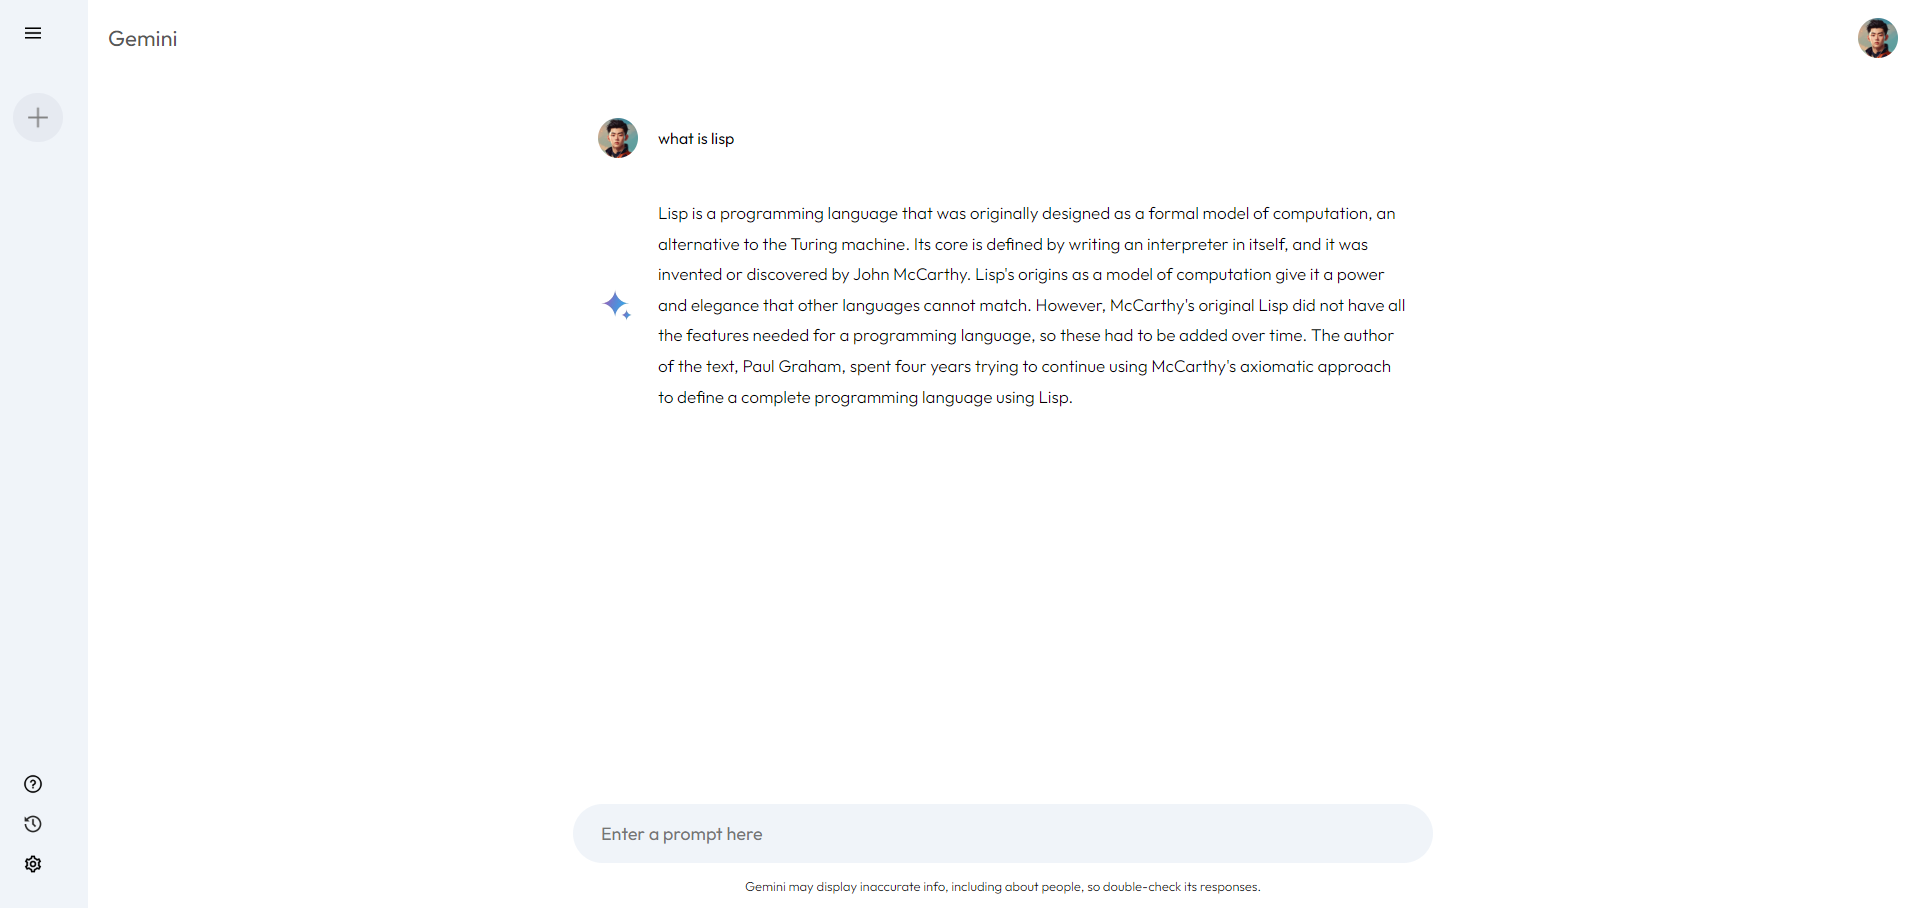 Gemini
what is lisp
Lisp is a programming language that was originally designed as a formal model of computation, an
alternative to the Turing machine. Its core is defined by writing an interpreter in itself, and it was
invented or discovered by John McCarthy. Lisp's origins as a model of computation give it a power
and elegance that other languages cannot match. However, McCarthy's original Lisp did not have all
the features needed for a programming language, so these had to be added over time. The author
of the text, Paul Graham, spent four years trying to continue using McCarthy's axiomatic approach
to define a complete programming language using Lisp.
Enter a prompt here
Gemini may display inaccurate info, including about people, so double-check its responses.